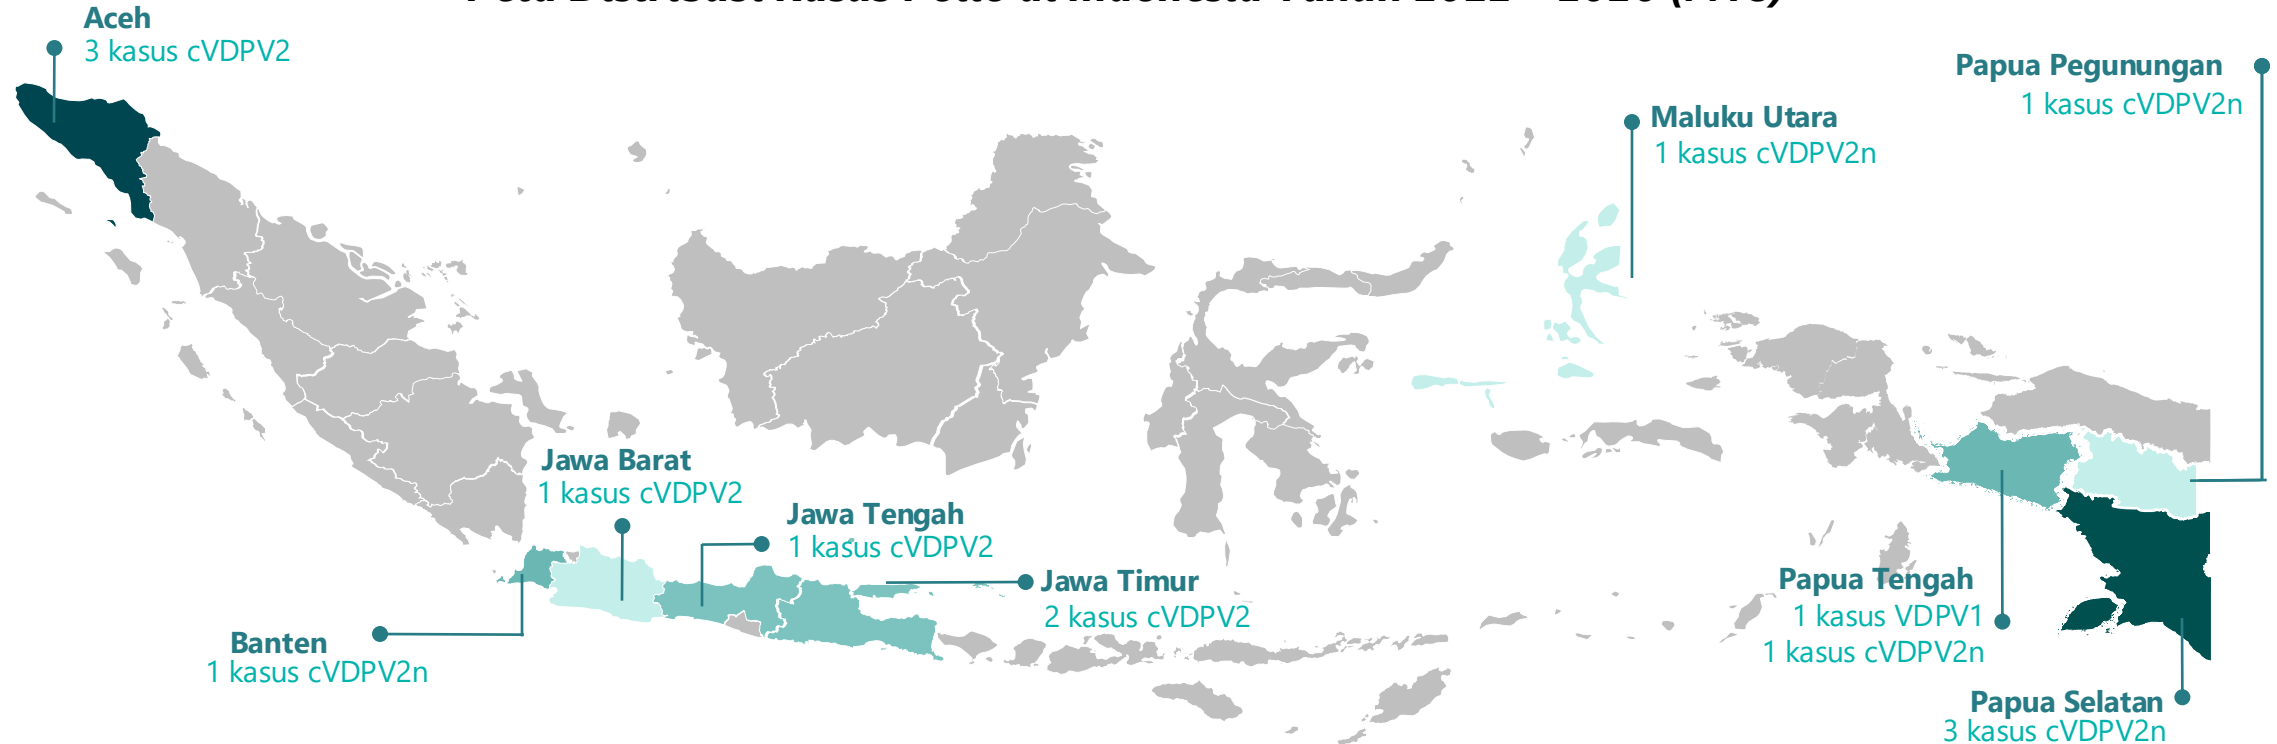 Aceh
3 kasus cVDPV2
Papua Pegunungan
1 kasus cVDPV2n
Maluku Utara
1 kasus cVDPV2n
Jawa Barat
1 kasus cVDPV2
Jawa Tengah
1 kasus cVDPV2
Jawa Timur
2 kasus cVDPV2
Banten
1 kasus cVDPV2n
Papua Tengah
1 kasus VDPV1
1 kasus cVDPV2n
Papua Selatan
3 kasus cVDPV2n